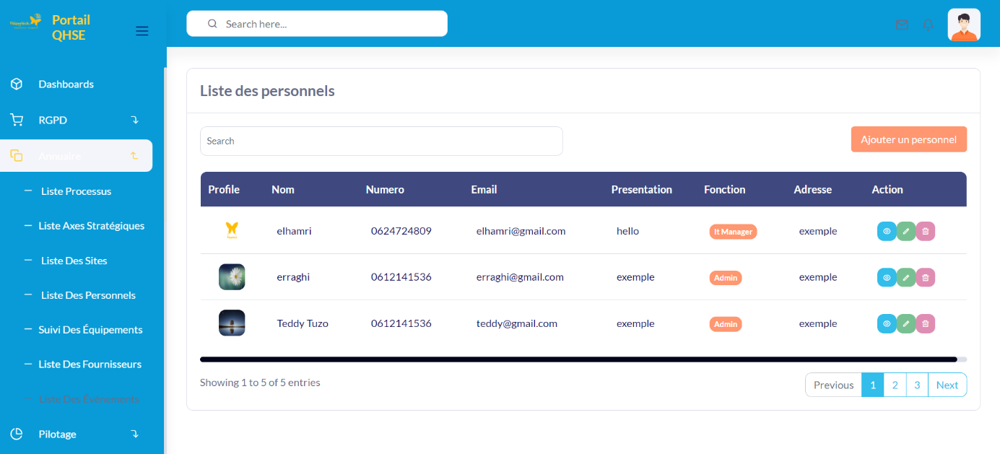 Portail
QHSE
Search here...
Dashboards
RGPD
Annuaire
Liste Processus
Liste Axes Stratégiques
Liste Des Sites
Liste Des Personnels
Suivi Des Équipements
Liste Des Fournisseurs
Liste Des Événements
Pilotage
Liste des personnels
Search
Ajouter un personnel
Profile Nom Numero Email Presentation Fonction Adresse Action
elhamri 0624724809 elhamri@gmail.com hello It Manager exemple
erraghi 0612141536 erraghi@gmail.com exemple Admin exemple
Teddy Tuzo 0612141536 teddy@gmail.com exemple Admin exemple
Showing 1 to 5 of 5 entries
Previous 1 2 3 Next